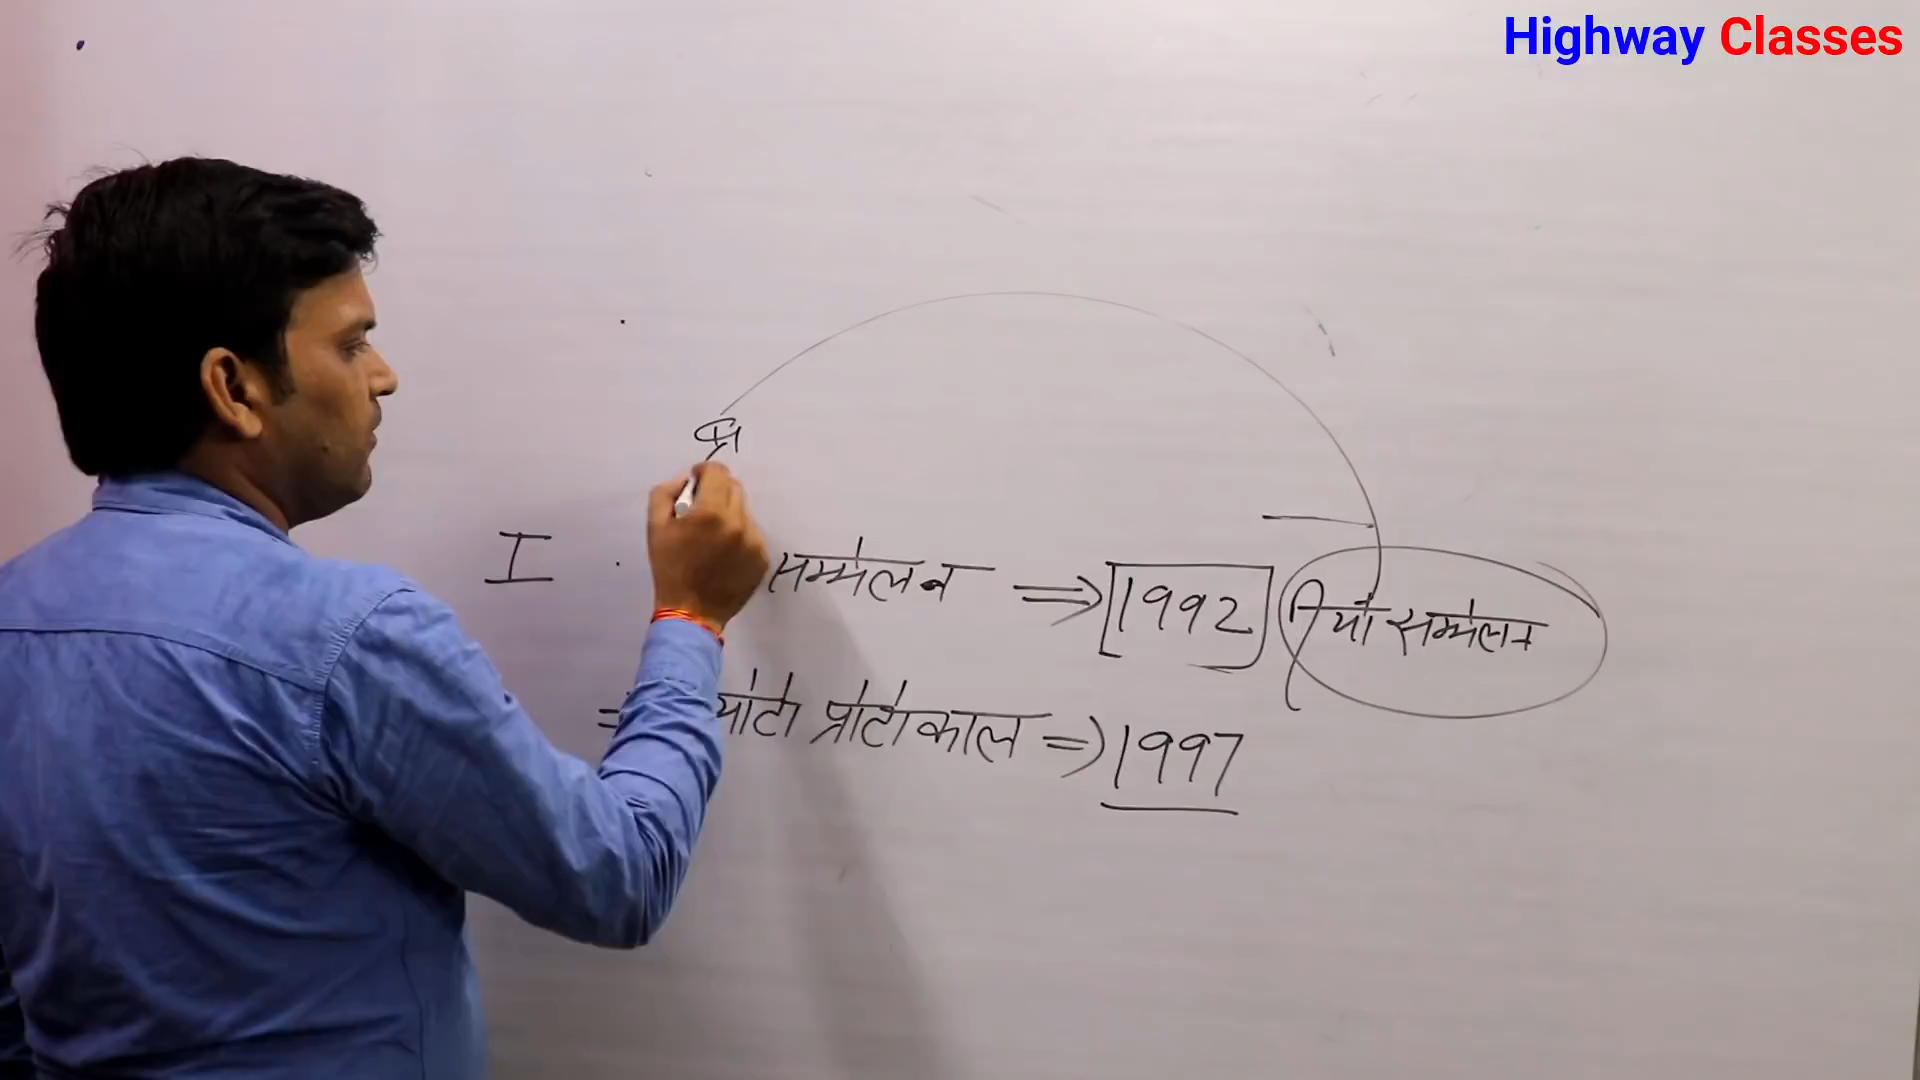 Highway Classes
I सम्मेलन ⇒ 1992 रियो सम्मेलन
= योटो प्रोटोकाल ⇒ 1997